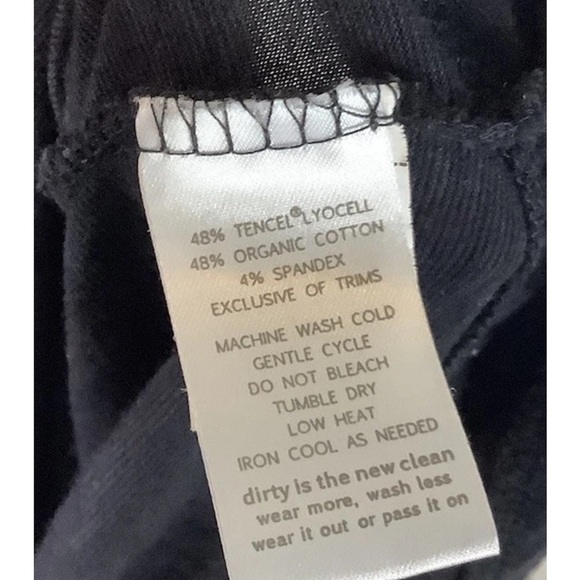 48% TENCEL®LYOCELL
48% ORGANIC COTTON
4% SPANDEX
EXCLUSIVE OF TRIMS
MACHINE WASH COLD
GENTLE CYCLE
DO NOT BLEACH
TUMBLE DRY
LOW HEAT
IRON COOL AS NEEDED
dirty is the new clean
wear more, wash less
wear it out or pass it on